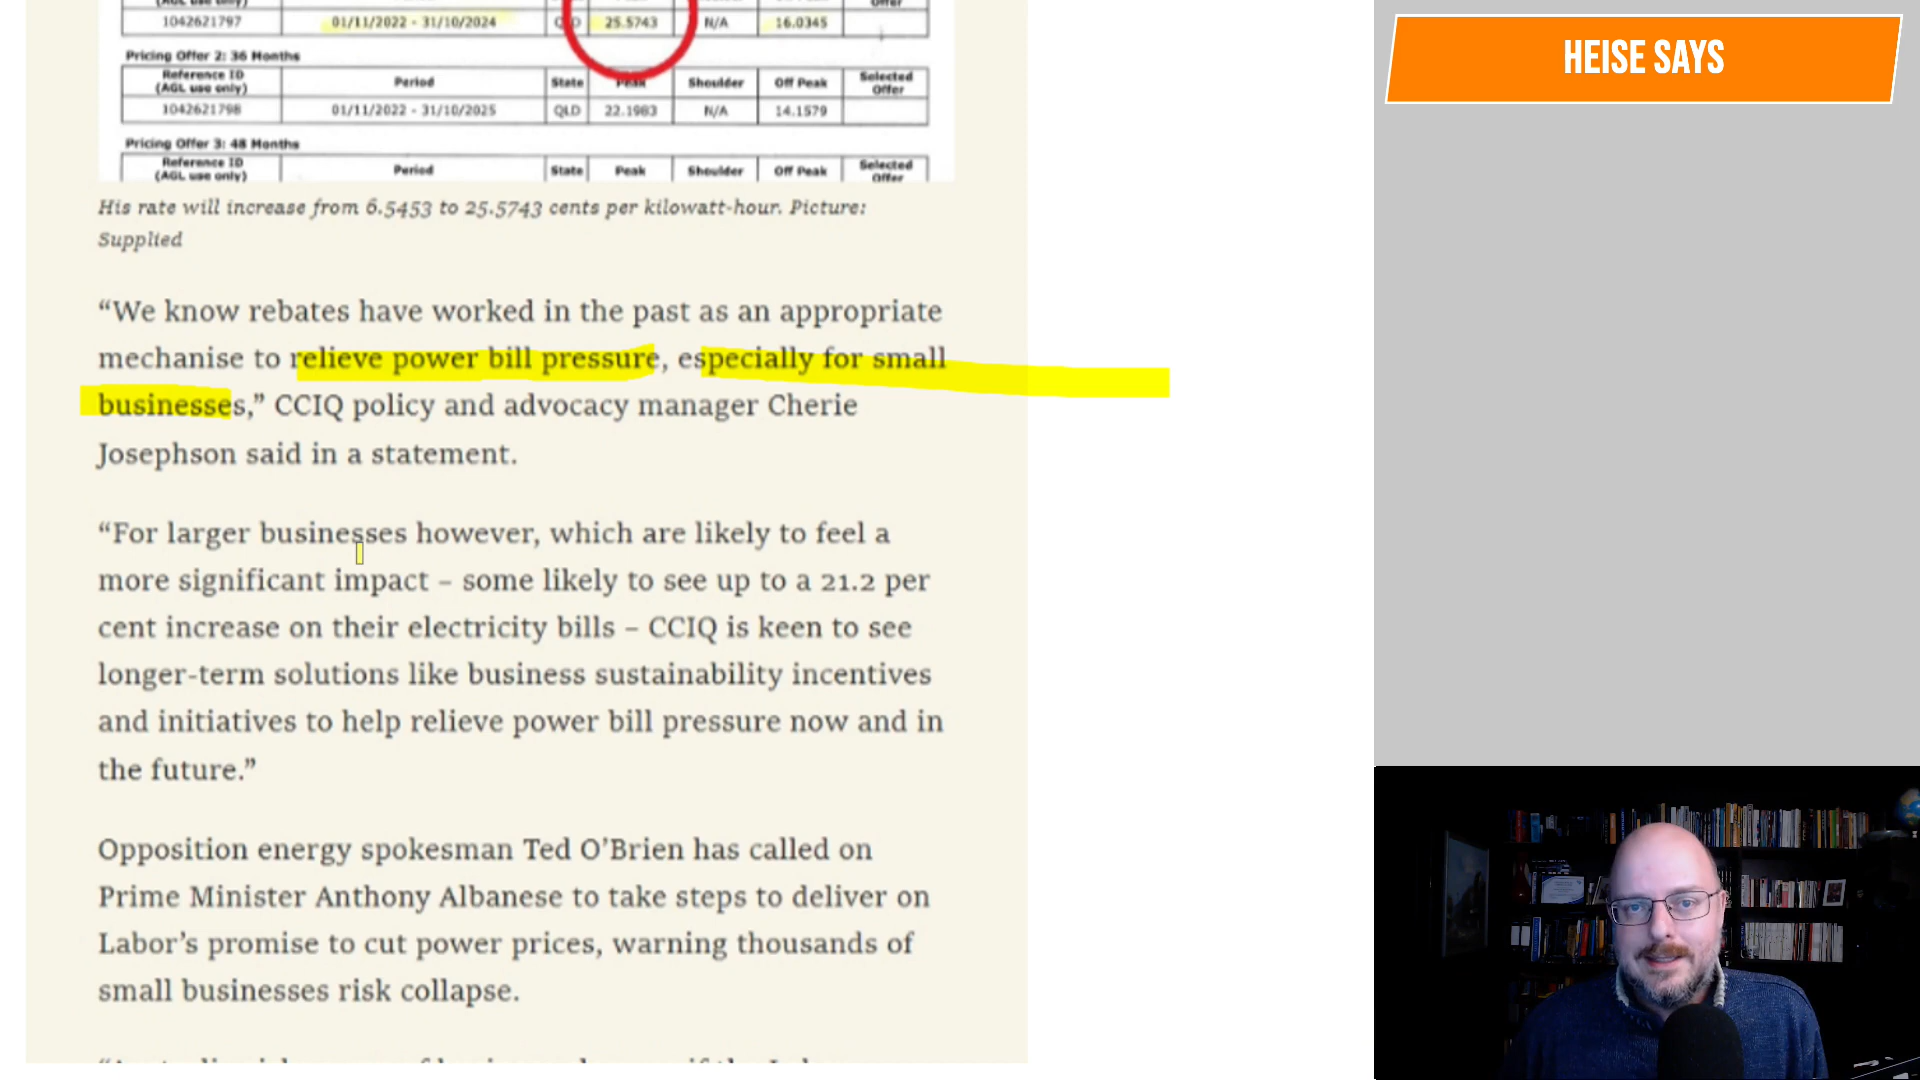 (AGL use only)
Offer
1042621797 01/11/2022 - 31/10/2024 QLD 25.5743 N/A 16.0345
Pricing Offer 2: 36 Months
Reference ID (AGL use only) Period State Peak Shoulder Off Peak Selected Offer
1042621798 01/11/2022 - 31/10/2025 QLD 22.1983 N/A 14.1579
Pricing Offer 3: 48 Months
Reference ID (AGL use only) Period State Peak Shoulder Off Peak Selected Offer
His rate will increase from 6.5453 to 25.5743 cents per kilowatt-hour. Picture:
Supplied
“We know rebates have worked in the past as an appropriate
mechanise to relieve power bill pressure, especially for small
businesses,” CCIQ policy and advocacy manager Cherie
Josephson said in a statement.
“For larger businesses however, which are likely to feel a
more significant impact – some likely to see up to a 21.2 per
cent increase on their electricity bills – CCIQ is keen to see
longer-term solutions like business sustainability incentives
and initiatives to help relieve power bill pressure now and in
the future.”
Opposition energy spokesman Ted O’Brien has called on
Prime Minister Anthony Albanese to take steps to deliver on
Labor’s promise to cut power prices, warning thousands of
small businesses risk collapse.
HEISE SAYS